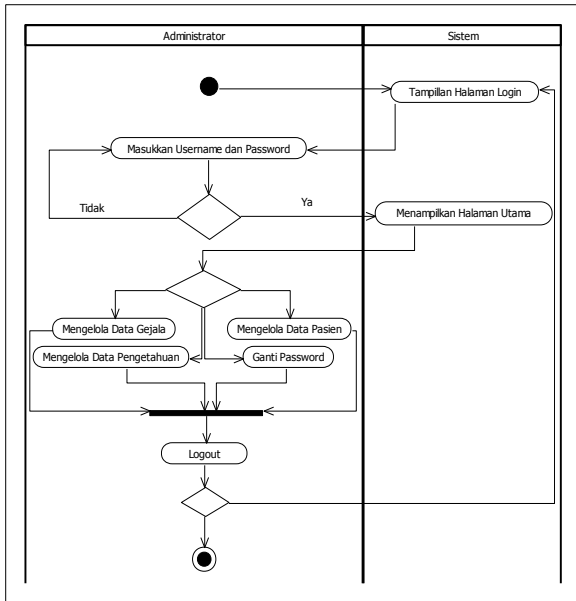 Administrator
Sistem
Tampillan Halaman Login
Masukkan Username dan Password
Tidak
Ya
Menampilkan Halaman Utama
Mengelola Data Gejala
Mengelola Data Pasien
Mengelola Data Pengetahuan
Ganti Password
Logout